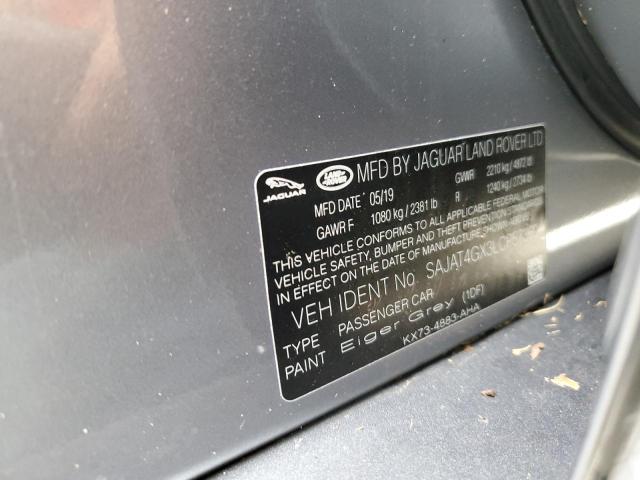 JAGUAR
LAND ROVER
MFD BY JAGUAR LAND ROVER LTD
MFD DATE 05/19
GVWR 2210 kg / 4872 lb
GAWR F 1080 kg / 2381 lb
R 1240 kg / 2734 lb
THIS VEHICLE CONFORMS TO ALL APPLICABLE FEDERAL MOTOR
VEHICLE SAFETY, BUMPER AND THEFT PREVENTION STANDARDS
IN EFFECT ON THE DATE OF MANUFACTURE SHOWN ABOVE
VEH IDENT No.
TYPE PASSENGER CAR
PAINT Eiger Grey (1DF)
KX73-4883-AHA